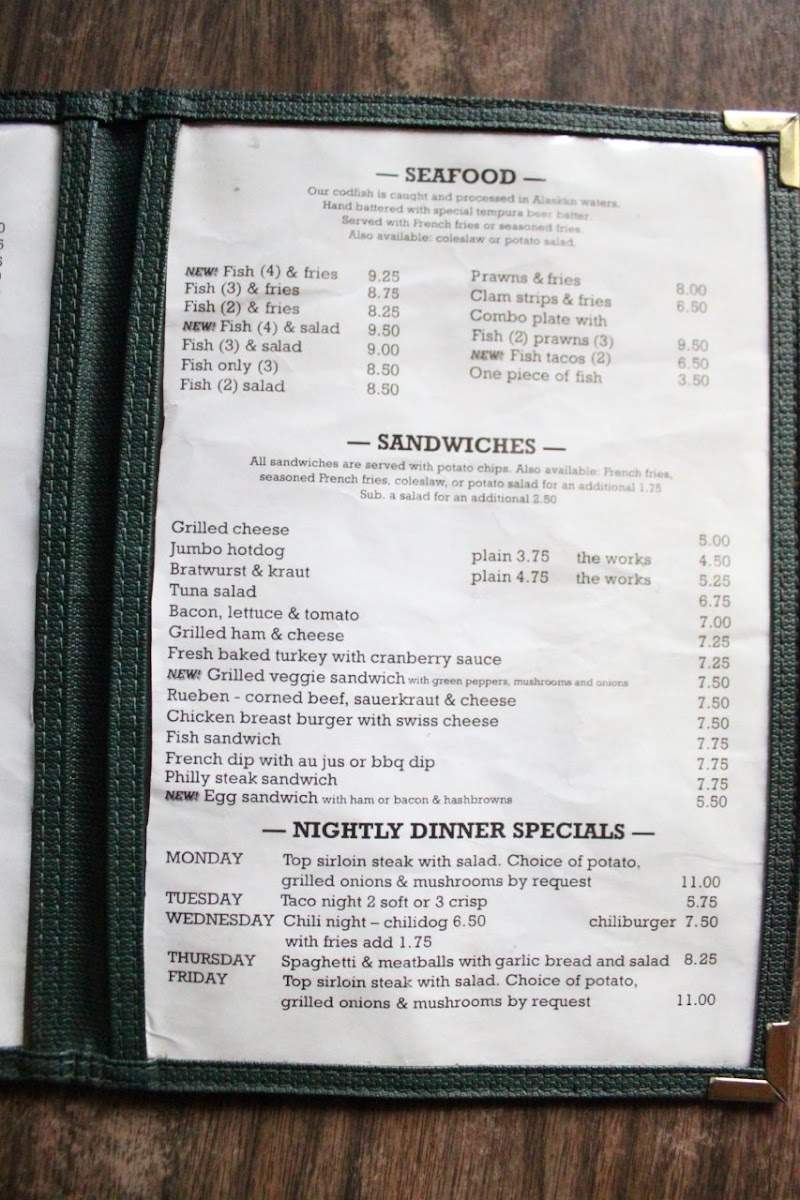 — SEAFOOD —
Our codfish is caught and processed in Alaskan waters.
Hand battered with special tempura beer batter.
Served with French fries or seasoned fries.
Also available: coleslaw or potato salad.
NEW! Fish (4) & fries 9.25
Fish (3) & fries 8.75
Fish (2) & fries 8.25
NEW! Fish (4) & salad 9.50
Fish (3) & salad 9.00
Fish only (3) 8.50
Fish (2) salad 8.50
Prawns & fries 8.00
Clam strips & fries 6.50
Combo plate with
Fish (2) prawns (3) 9.50
NEW! Fish tacos (2) 6.50
One piece of fish 3.50
— SANDWICHES —
All sandwiches are served with potato chips. Also available: French fries,
seasoned French fries, coleslaw, or potato salad for an additional 1.75
Sub. a salad for an additional 2.50
Grilled cheese 5.00
Jumbo hotdog plain 3.75 the works 4.50
Bratwurst & kraut plain 4.75 the works 5.25
Tuna salad 6.75
Bacon, lettuce & tomato 7.00
Grilled ham & cheese 7.25
Fresh baked turkey with cranberry sauce 7.25
NEW! Grilled veggie sandwich with green peppers, mushrooms and onions 7.50
Rueben - corned beef, sauerkraut & cheese 7.50
Chicken breast burger with swiss cheese 7.50
Fish sandwich 7.75
French dip with au jus or bbq dip 7.75
Philly steak sandwich 7.75
NEW! Egg sandwich with ham or bacon & hashbrowns 5.50
— NIGHTLY DINNER SPECIALS —
MONDAY Top sirloin steak with salad. Choice of potato,
grilled onions & mushrooms by request 11.00
TUESDAY Taco night 2 soft or 3 crisp 5.75
WEDNESDAY Chili night – chilidog 6.50 chiliburger 7.50
with fries add 1.75
THURSDAY Spaghetti & meatballs with garlic bread and salad 8.25
FRIDAY Top sirloin steak with salad. Choice of potato,
grilled onions & mushrooms by request 11.00